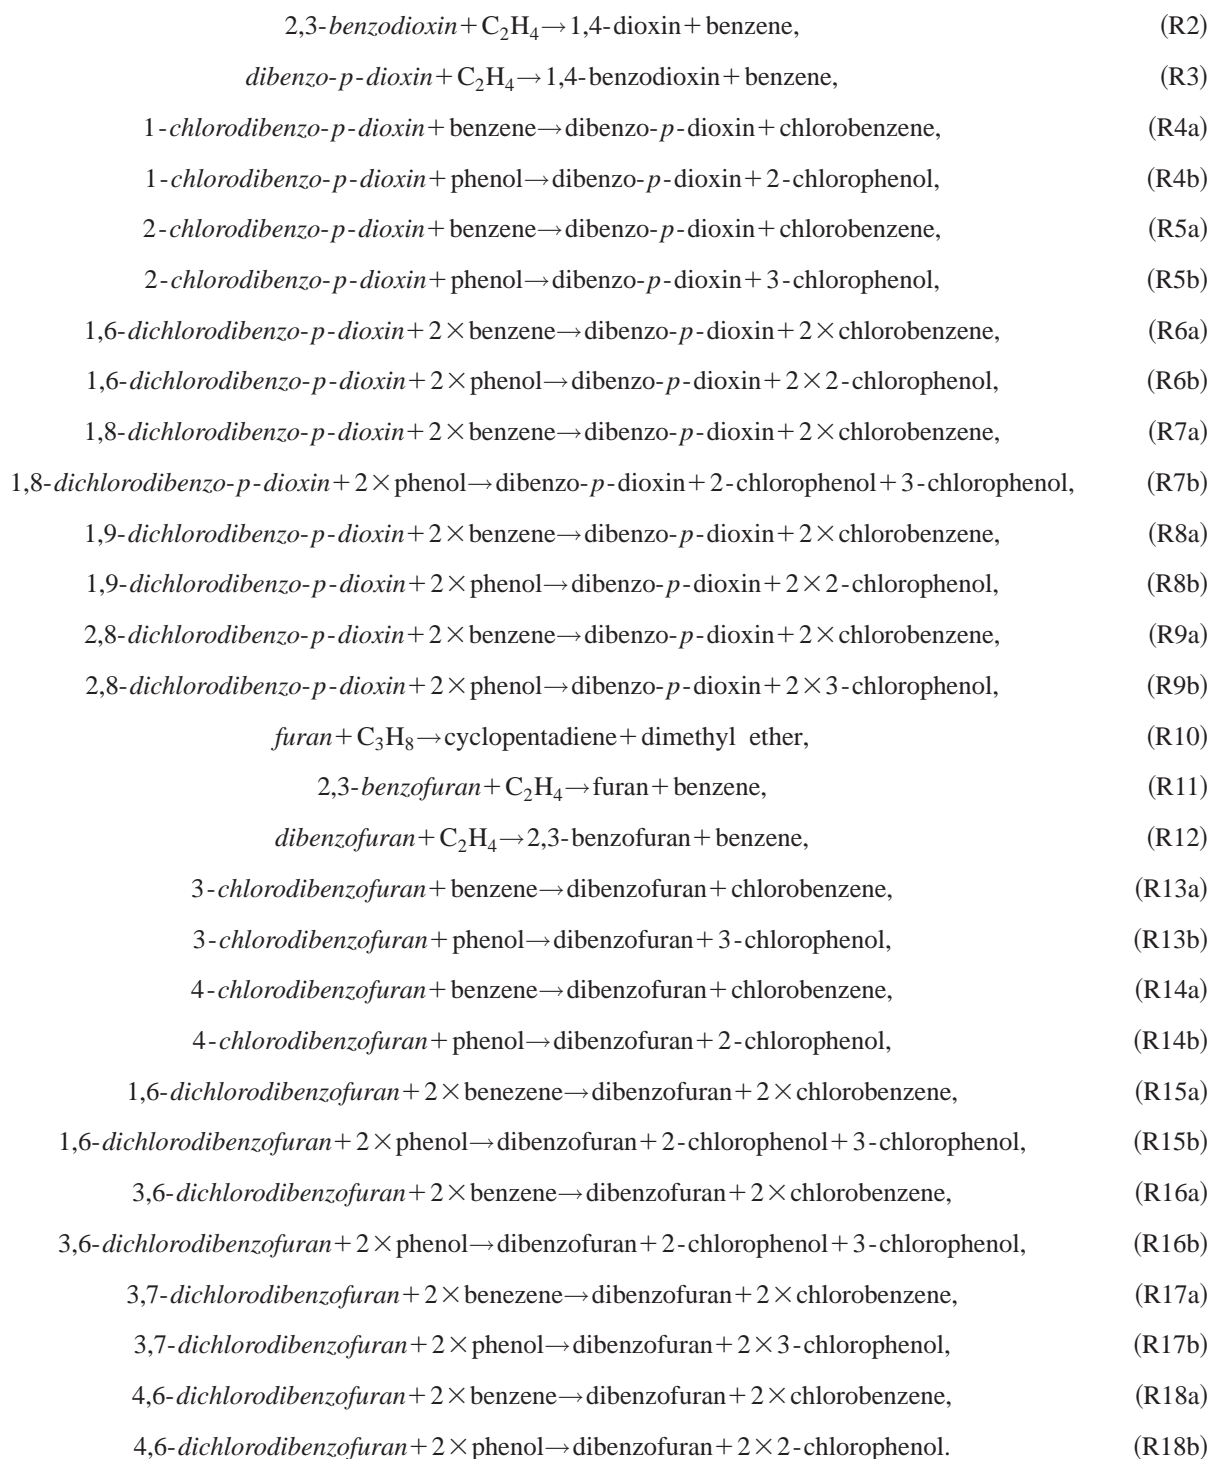 2,3-benzodioxin+C₂H₄→1,4-dioxin+benzene, (R2)
dibenzo-p-dioxin+C₂H₄→1,4-benzodioxin+benzene, (R3)
1-chlorodibenzo-p-dioxin+benzene→dibenzo-p-dioxin+chlorobenzene, (R4a)
1-chlorodibenzo-p-dioxin+phenol→dibenzo-p-dioxin+2-chlorophenol, (R4b)
2-chlorodibenzo-p-dioxin+benzene→dibenzo-p-dioxin+chlorobenzene, (R5a)
2-chlorodibenzo-p-dioxin+phenol→dibenzo-p-dioxin+3-chlorophenol, (R5b)
1,6-dichlorodibenzo-p-dioxin+2×benzene→dibenzo-p-dioxin+2×chlorobenzene, (R6a)
1,6-dichlorodibenzo-p-dioxin+2×phenol→dibenzo-p-dioxin+2×2-chlorophenol, (R6b)
1,8-dichlorodibenzo-p-dioxin+2×benzene→dibenzo-p-dioxin+2×chlorobenzene, (R7a)
1,8-dichlorodibenzo-p-dioxin+2×phenol→dibenzo-p-dioxin+2-chlorophenol+3-chlorophenol, (R7b)
1,9-dichlorodibenzo-p-dioxin+2×benzene→dibenzo-p-dioxin+2×chlorobenzene, (R8a)
1,9-dichlorodibenzo-p-dioxin+2×phenol→dibenzo-p-dioxin+2×2-chlorophenol, (R8b)
2,8-dichlorodibenzo-p-dioxin+2×benzene→dibenzo-p-dioxin+2×chlorobenzene, (R9a)
2,8-dichlorodibenzo-p-dioxin+2×phenol→dibenzo-p-dioxin+2×3-chlorophenol, (R9b)
furan+C₃H₈→cyclopentadiene+dimethyl ether, (R10)
2,3-benzofuran+C₂H₄→furan+benzene, (R11)
dibenzofuran+C₂H₄→2,3-benzofuran+benzene, (R12)
3-chlorodibenzofuran+benzene→dibenzofuran+chlorobenzene, (R13a)
3-chlorodibenzofuran+phenol→dibenzofuran+3-chlorophenol, (R13b)
4-chlorodibenzofuran+benzene→dibenzofuran+chlorobenzene, (R14a)
4-chlorodibenzofuran+phenol→dibenzofuran+2-chlorophenol, (R14b)
1,6-dichlorodibenzofuran+2×benezene→dibenzofuran+2×chlorobenzene, (R15a)
1,6-dichlorodibenzofuran+2×phenol→dibenzofuran+2-chlorophenol+3-chlorophenol, (R15b)
3,6-dichlorodibenzofuran+2×benzene→dibenzofuran+2×chlorobenzene, (R16a)
3,6-dichlorodibenzofuran+2×phenol→dibenzofuran+2-chlorophenol+3-chlorophenol, (R16b)
3,7-dichlorodibenzofuran+2×benezene→dibenzofuran+2×chlorobenzene, (R17a)
3,7-dichlorodibenzofuran+2×phenol→dibenzofuran+2×3-chlorophenol, (R17b)
4,6-dichlorodibenzofuran+2×benzene→dibenzofuran+2×chlorobenzene, (R18a)
4,6-dichlorodibenzofuran+2×phenol→dibenzofuran+2×2-chlorophenol. (R18b)